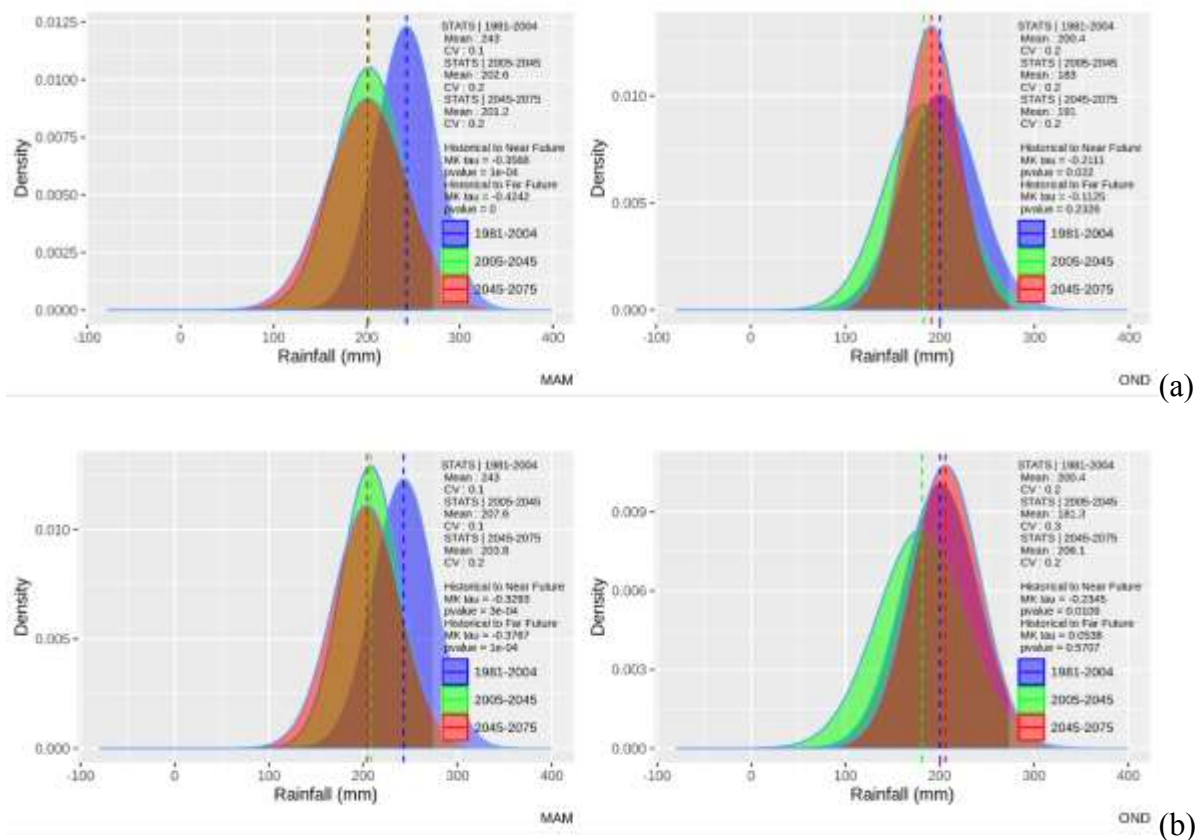 0.0125
0.0100
0.0075
0.0050
0.0025
0.0000
Density
-100 0 100 200 300 400
Rainfall (mm)
MAM
STATS | 1981-2004
Mean : 243
CV : 0.1
STATS | 2005-2045
Mean : 202.6
CV : 0.2
STATS | 2045-2075
Mean : 201.2
CV : 0.2
Historical to Near Future
MK tau = -0.3568
pvalue = 1e-04
Historical to Far Future
MK tau = -0.4242
pvalue = 0
1981-2004
2005-2045
2045-2075
0.010
0.005
0.000
Density
-100 0 100 200 300 400
Rainfall (mm)
OND
STATS | 1981-2004
Mean : 200.4
CV : 0.2
STATS | 2005-2045
Mean : 183
CV : 0.2
STATS | 2045-2075
Mean : 191
CV : 0.2
Historical to Near Future
MK tau = -0.2111
pvalue = 0.022
Historical to Far Future
MK tau = -0.1125
pvalue = 0.2326
1981-2004
2005-2045
2045-2075
(a)
0.010
0.005
0.000
Density
-100 0 100 200 300 400
Rainfall (mm)
MAM
STATS | 1981-2004
Mean : 243
CV : 0.1
STATS | 2005-2045
Mean : 207.6
CV : 0.1
STATS | 2045-2075
Mean : 203.8
CV : 0.2
Historical to Near Future
MK tau = -0.3293
pvalue = 3e-04
Historical to Far Future
MK tau = -0.3767
pvalue = 1e-04
1981-2004
2005-2045
2045-2075
0.009
0.006
0.003
0.000
Density
-100 0 100 200 300 400
Rainfall (mm)
OND
STATS | 1981-2004
Mean : 200.4
CV : 0.2
STATS | 2005-2045
Mean : 181.3
CV : 0.3
STATS | 2045-2075
Mean : 206.1
CV : 0.2
Historical to Near Future
MK tau = -0.2345
pvalue = 0.0109
Historical to Far Future
MK tau = 0.0538
pvalue = 0.5707
1981-2004
2005-2045
2045-2075
(b)